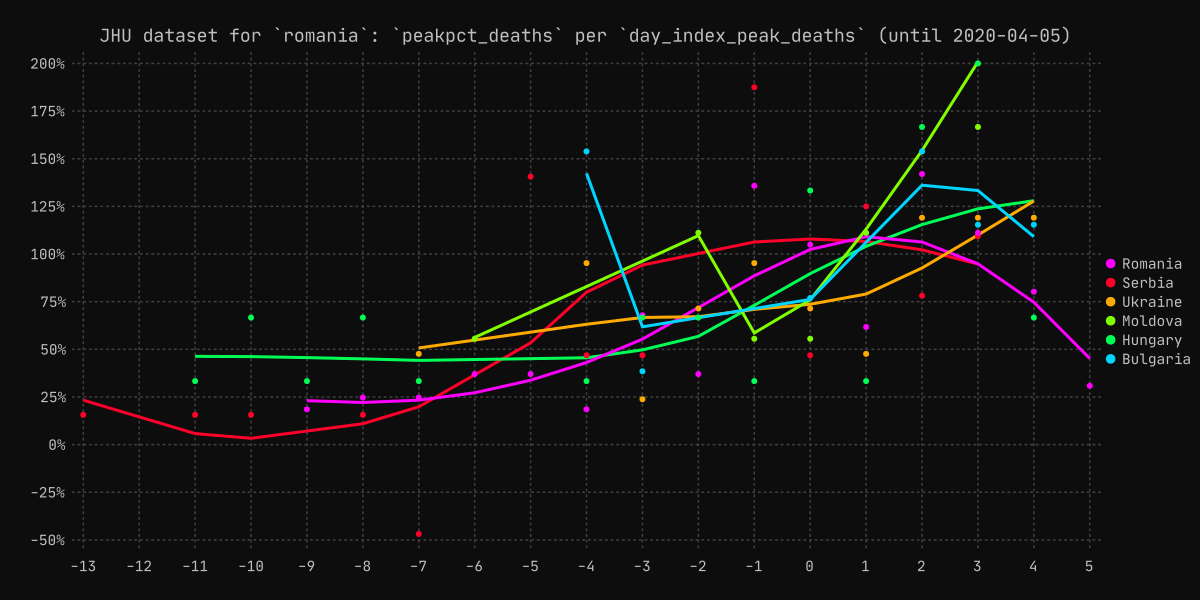 JHU dataset for `romania`: `peakpct_deaths` per `day_index_peak_deaths` (until 2020-04-05)
200%
175%
150%
125%
100%
75%
50%
25%
0%
-25%
-50%
-13 -12 -11 -10 -9 -8 -7 -6 -5 -4 -3 -2 -1 0 1 2 3 4 5
Romania
Serbia
Ukraine
Moldova
Hungary
Bulgaria